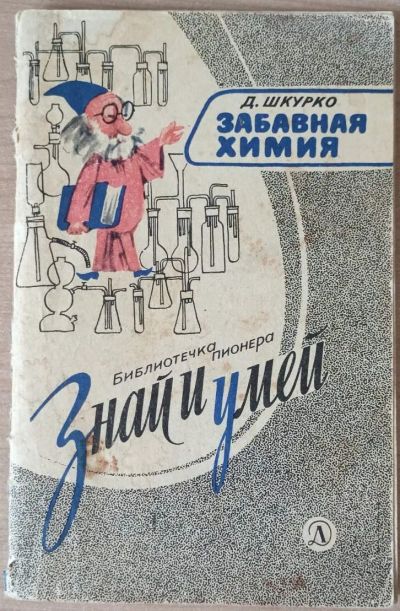 Д. ШКУРКО
ЗАБАВНАЯ
ХИМИЯ
Библиотечка пионера
Знай и умей
Д